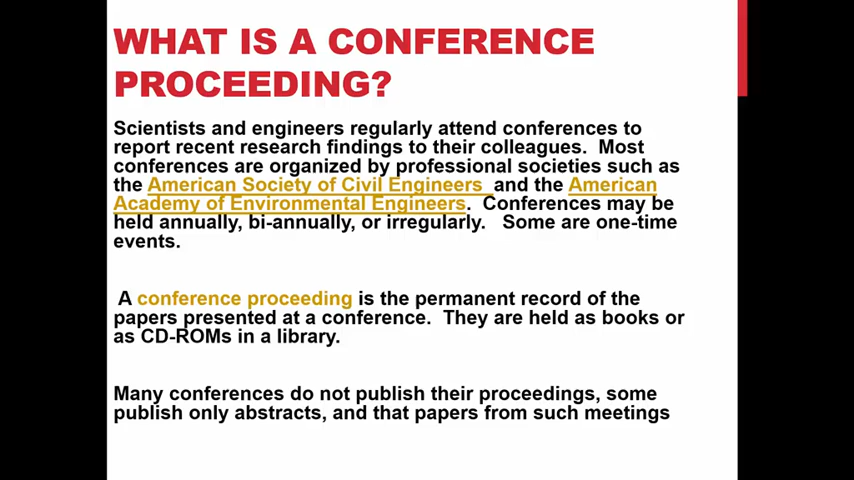 WHAT IS A CONFERENCE
PROCEEDING?
Scientists and engineers regularly attend conferences to
report recent research findings to their colleagues.  Most
conferences are organized by professional societies such as
the American Society of Civil Engineers  and the American
Academy of Environmental Engineers.  Conferences may be
held annually, bi-annually, or irregularly.   Some are one-time
events.
A conference proceeding is the permanent record of the
papers presented at a conference.  They are held as books or
as CD-ROMs in a library.
Many conferences do not publish their proceedings, some
publish only abstracts, and that papers from such meetings